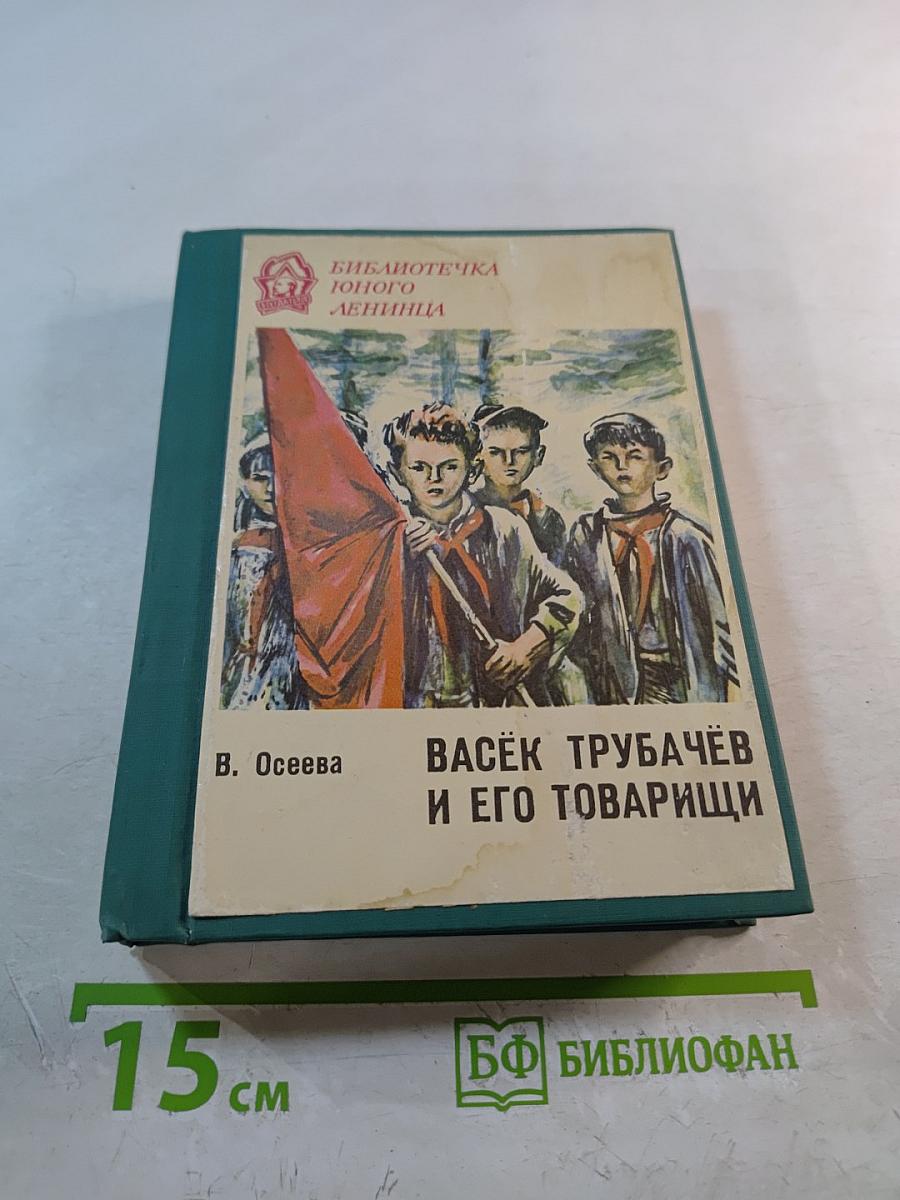 БИБЛИОТЕЧКА
ЮНОГО
ЛЕНИНЦА
В. Осеева
ВАСЁК ТРУБАЧЁВ
И ЕГО ТОВАРИЩИ
15 см
БФ БИБЛИОФАН